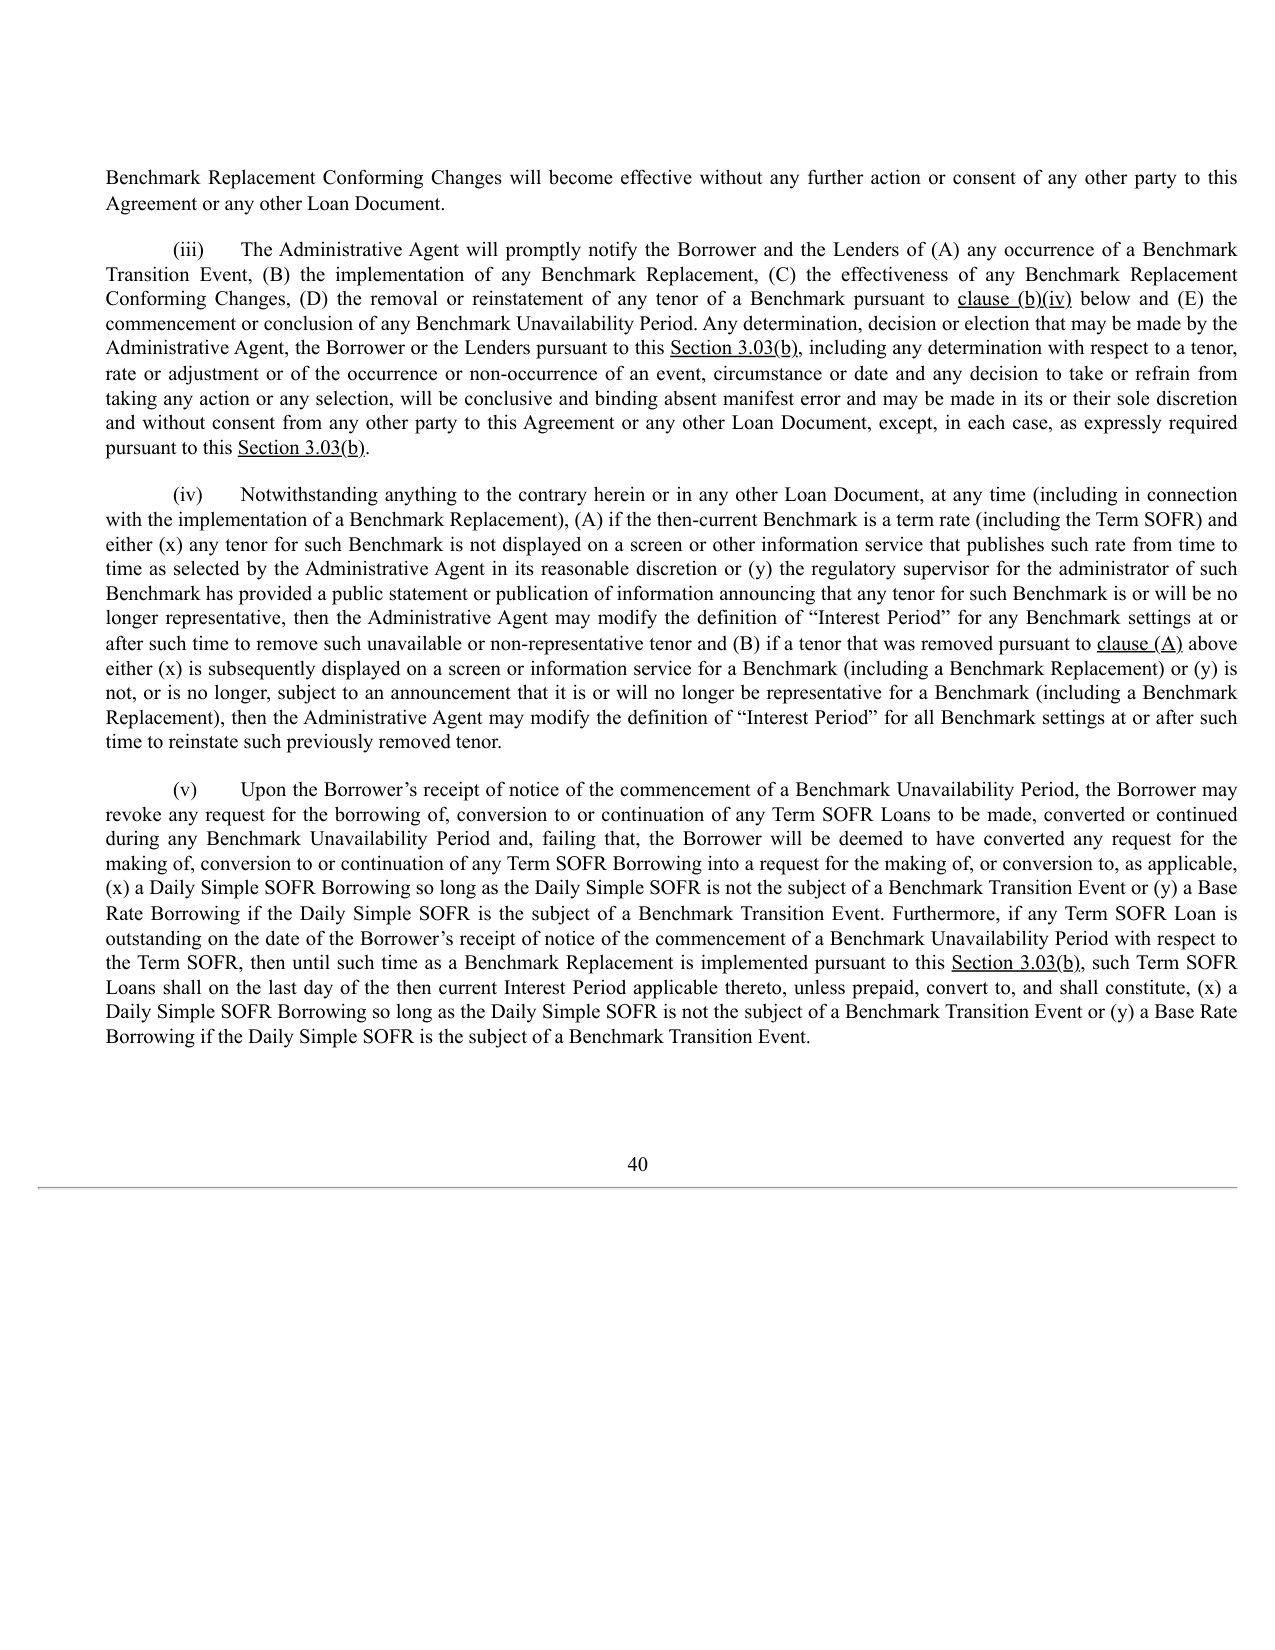 Benchmark Replacement Conforming Changes will become effective without any further action or consent of any other party to this
Agreement or any other Loan Document.
(iii) The Administrative Agent will promptly notify the Borrower and the Lenders of (A) any occurrence of a Benchmark
Transition Event, (B) the implementation of any Benchmark Replacement, (C) the effectiveness of any Benchmark Replacement
Conforming Changes, (D) the removal or reinstatement of any tenor of a Benchmark pursuant to clause (b)(iv) below and (E) the
commencement or conclusion of any Benchmark Unavailability Period. Any determination, decision or election that may be made by the
Administrative Agent, the Borrower or the Lenders pursuant to this Section 3.03(b), including any determination with respect to a tenor,
rate or adjustment or of the occurrence or non-occurrence of an event, circumstance or date and any decision to take or refrain from
taking any action or any selection, will be conclusive and binding absent manifest error and may be made in its or their sole discretion
and without consent from any other party to this Agreement or any other Loan Document, except, in each case, as expressly required
pursuant to this Section 3.03(b).
(iv) Notwithstanding anything to the contrary herein or in any other Loan Document, at any time (including in connection
with the implementation of a Benchmark Replacement), (A) if the then-current Benchmark is a term rate (including the Term SOFR) and
either (x) any tenor for such Benchmark is not displayed on a screen or other information service that publishes such rate from time to
time as selected by the Administrative Agent in its reasonable discretion or (y) the regulatory supervisor for the administrator of such
Benchmark has provided a public statement or publication of information announcing that any tenor for such Benchmark is or will be no
longer representative, then the Administrative Agent may modify the definition of “Interest Period” for any Benchmark settings at or
after such time to remove such unavailable or non-representative tenor and (B) if a tenor that was removed pursuant to clause (A) above
either (x) is subsequently displayed on a screen or information service for a Benchmark (including a Benchmark Replacement) or (y) is
not, or is no longer, subject to an announcement that it is or will no longer be representative for a Benchmark (including a Benchmark
Replacement), then the Administrative Agent may modify the definition of “Interest Period” for all Benchmark settings at or after such
time to reinstate such previously removed tenor.
(v) Upon the Borrower’s receipt of notice of the commencement of a Benchmark Unavailability Period, the Borrower may
revoke any request for the borrowing of, conversion to or continuation of any Term SOFR Loans to be made, converted or continued
during any Benchmark Unavailability Period and, failing that, the Borrower will be deemed to have converted any request for the
making of, conversion to or continuation of any Term SOFR Borrowing into a request for the making of, or conversion to, as applicable,
(x) a Daily Simple SOFR Borrowing so long as the Daily Simple SOFR is not the subject of a Benchmark Transition Event or (y) a Base
Rate Borrowing if the Daily Simple SOFR is the subject of a Benchmark Transition Event. Furthermore, if any Term SOFR Loan is
outstanding on the date of the Borrower’s receipt of notice of the commencement of a Benchmark Unavailability Period with respect to
the Term SOFR, then until such time as a Benchmark Replacement is implemented pursuant to this Section 3.03(b), such Term SOFR
Loans shall on the last day of the then current Interest Period applicable thereto, unless prepaid, convert to, and shall constitute, (x) a
Daily Simple SOFR Borrowing so long as the Daily Simple SOFR is not the subject of a Benchmark Transition Event or (y) a Base Rate
Borrowing if the Daily Simple SOFR is the subject of a Benchmark Transition Event.
40